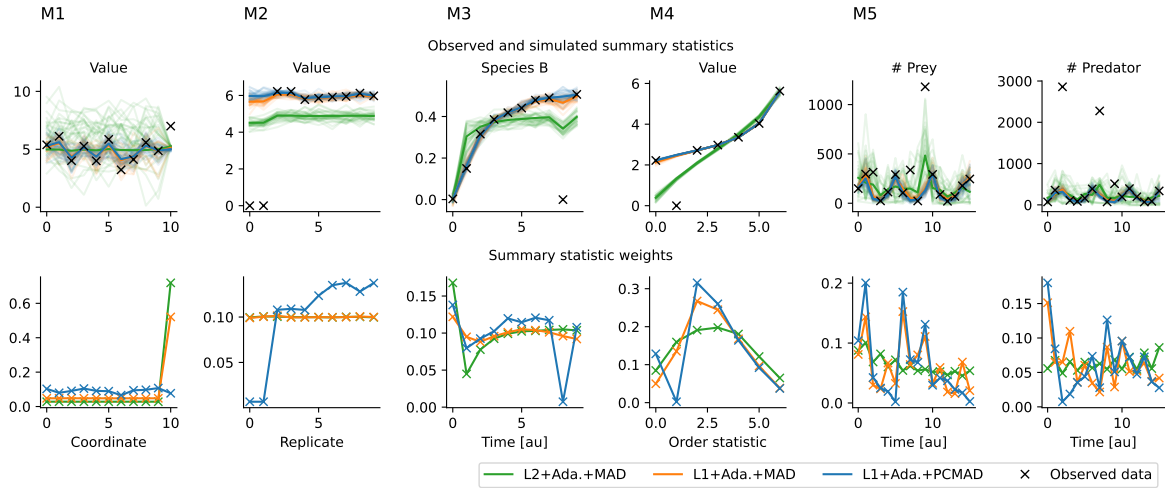 M1 M2 M3 M4 M5
Observed and simulated summary statistics
Value Value Species B Value # Prey # Predator
10 5 0
0 5 10
6 4 2 0
0 5
0.4 0.2 0.0
0 5
6 4 2 0
0.0 2.5 5.0
1000 500 0
0 10
3000 2000 1000 0
0 10
Summary statistic weights
0.6 0.4 0.2 0.0
0 5 10
0.10 0.05
0 5
0.15 0.10 0.05 0.00
0 5
0.3 0.2 0.1 0.0
0.0 2.5 5.0
0.2 0.1 0.0
0 10
0.15 0.10 0.05 0.00
0 10
Coordinate Replicate Time [au] Order statistic Time [au] Time [au]
L2+Ada.+MAD L1+Ada.+MAD L1+Ada.+PCMAD Observed data